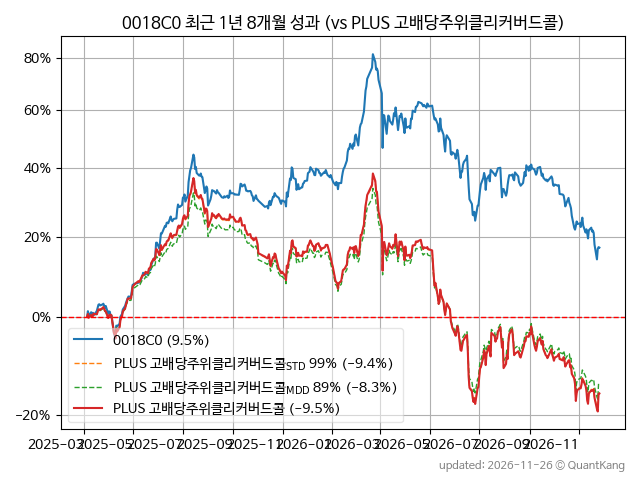 0018C0 최근 1년 8개월 성과 (vs PLUS 고배당주위클리커버드콜)
80%
60%
40%
20%
0%
−20%
0018C0 (9.5%)
PLUS 고배당주위클리커버드콜STD 99% (−9.4%)
PLUS 고배당주위클리커버드콜MDD 89% (−8.3%)
PLUS 고배당주위클리커버드콜 (−9.5%)
2025-03 2025-05 2025-07 2025-09 2025-11 2026-01 2026-03 2026-05 2026-07 2026-09 2026-11
updated: 2026-11-26 © QuantKang